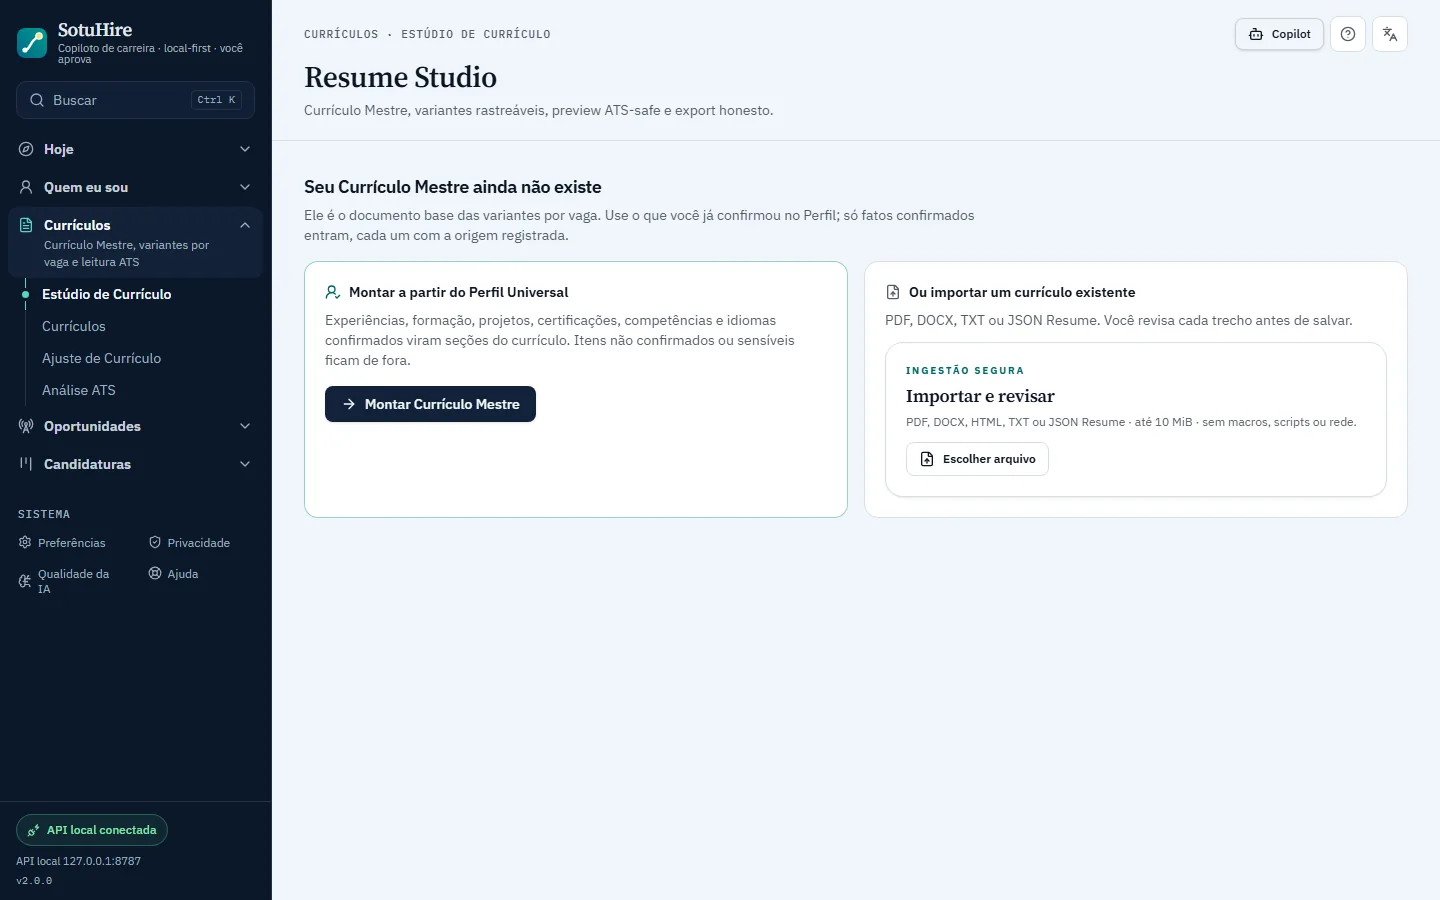 SotuHire
Copiloto de carreira · local-first · você
aprova
Buscar
Ctrl K
Hoje
Quem eu sou
Currículos
Currículo Mestre, variantes por
vaga e leitura ATS
Estúdio de Currículo
Currículos
Ajuste de Currículo
Análise ATS
Oportunidades
Candidaturas
SISTEMA
Preferências
Privacidade
Qualidade da
IA
Ajuda
API local conectada
API local 127.0.0.1:8787
v2.0.0
CURRÍCULOS · ESTÚDIO DE CURRÍCULO
Copilot
Resume Studio
Currículo Mestre, variantes rastreáveis, preview ATS-safe e export honesto.
Seu Currículo Mestre ainda não existe
Ele é o documento base das variantes por vaga. Use o que você já confirmou no Perfil; só fatos confirmados
entram, cada um com a origem registrada.
Montar a partir do Perfil Universal
Experiências, formação, projetos, certificações, competências e idiomas
confirmados viram seções do currículo. Itens não confirmados ou sensíveis
ficam de fora.
Montar Currículo Mestre
Ou importar um currículo existente
PDF, DOCX, TXT ou JSON Resume. Você revisa cada trecho antes de salvar.
INGESTÃO SEGURA
Importar e revisar
PDF, DOCX, HTML, TXT ou JSON Resume · até 10 MiB · sem macros, scripts ou rede.
Escolher arquivo